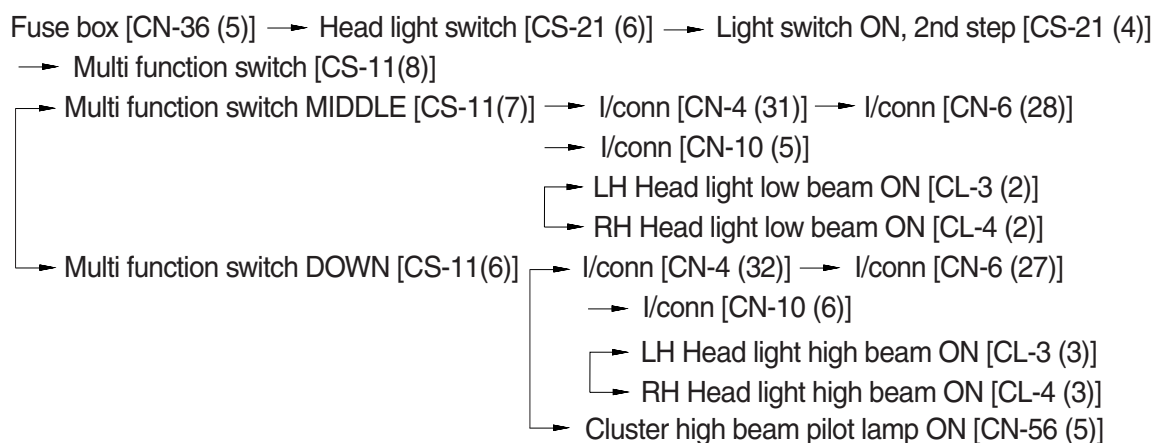 Fuse box [CN-36 (5)] → Head light switch [CS-21 (6)] → Light switch ON, 2nd step [CS-21 (4)]
→ Multi function switch [CS-11(8)]
→ Multi function switch MIDDLE [CS-11(7)] → I/conn [CN-4 (31)] → I/conn [CN-6 (28)]
→ I/conn [CN-10 (5)]
→ LH Head light low beam ON [CL-3 (2)]
→ RH Head light low beam ON [CL-4 (2)]
→ Multi function switch DOWN [CS-11(6)] → I/conn [CN-4 (32)] → I/conn [CN-6 (27)]
→ I/conn [CN-10 (6)]
→ LH Head light high beam ON [CL-3 (3)]
→ RH Head light high beam ON [CL-4 (3)]
→ Cluster high beam pilot lamp ON [CN-56 (5)]